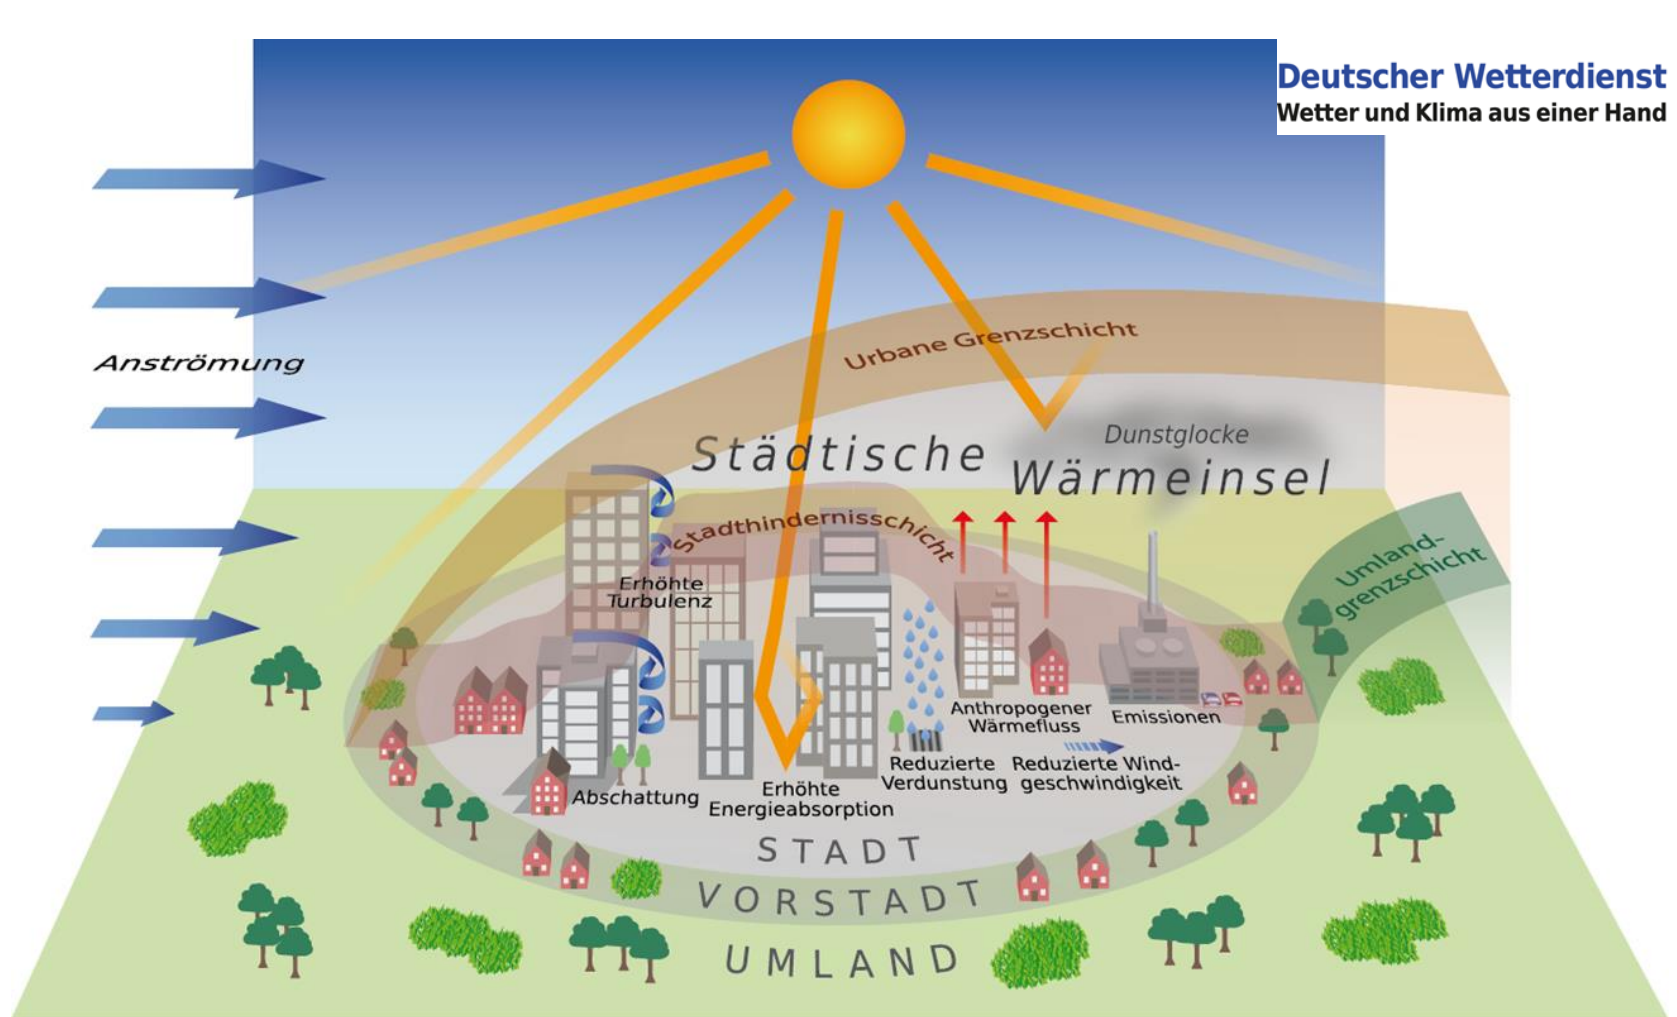 Deutscher Wetterdienst
Wetter und Klima aus einer Hand
Anströmung
Urbane Grenzschicht
Dunstglocke
Städtische
Wärmeinsel
Stadthindernisschicht
Umland-
grenzschicht
Erhöhte
Turbulenz
Anthropogener
Wärmefluss
Emissionen
Reduzierte
Verdunstung
Reduzierte Wind-
geschwindigkeit
Abschattung
Erhöhte
Energieabsorption
STADT
VORSTADT
UMLAND